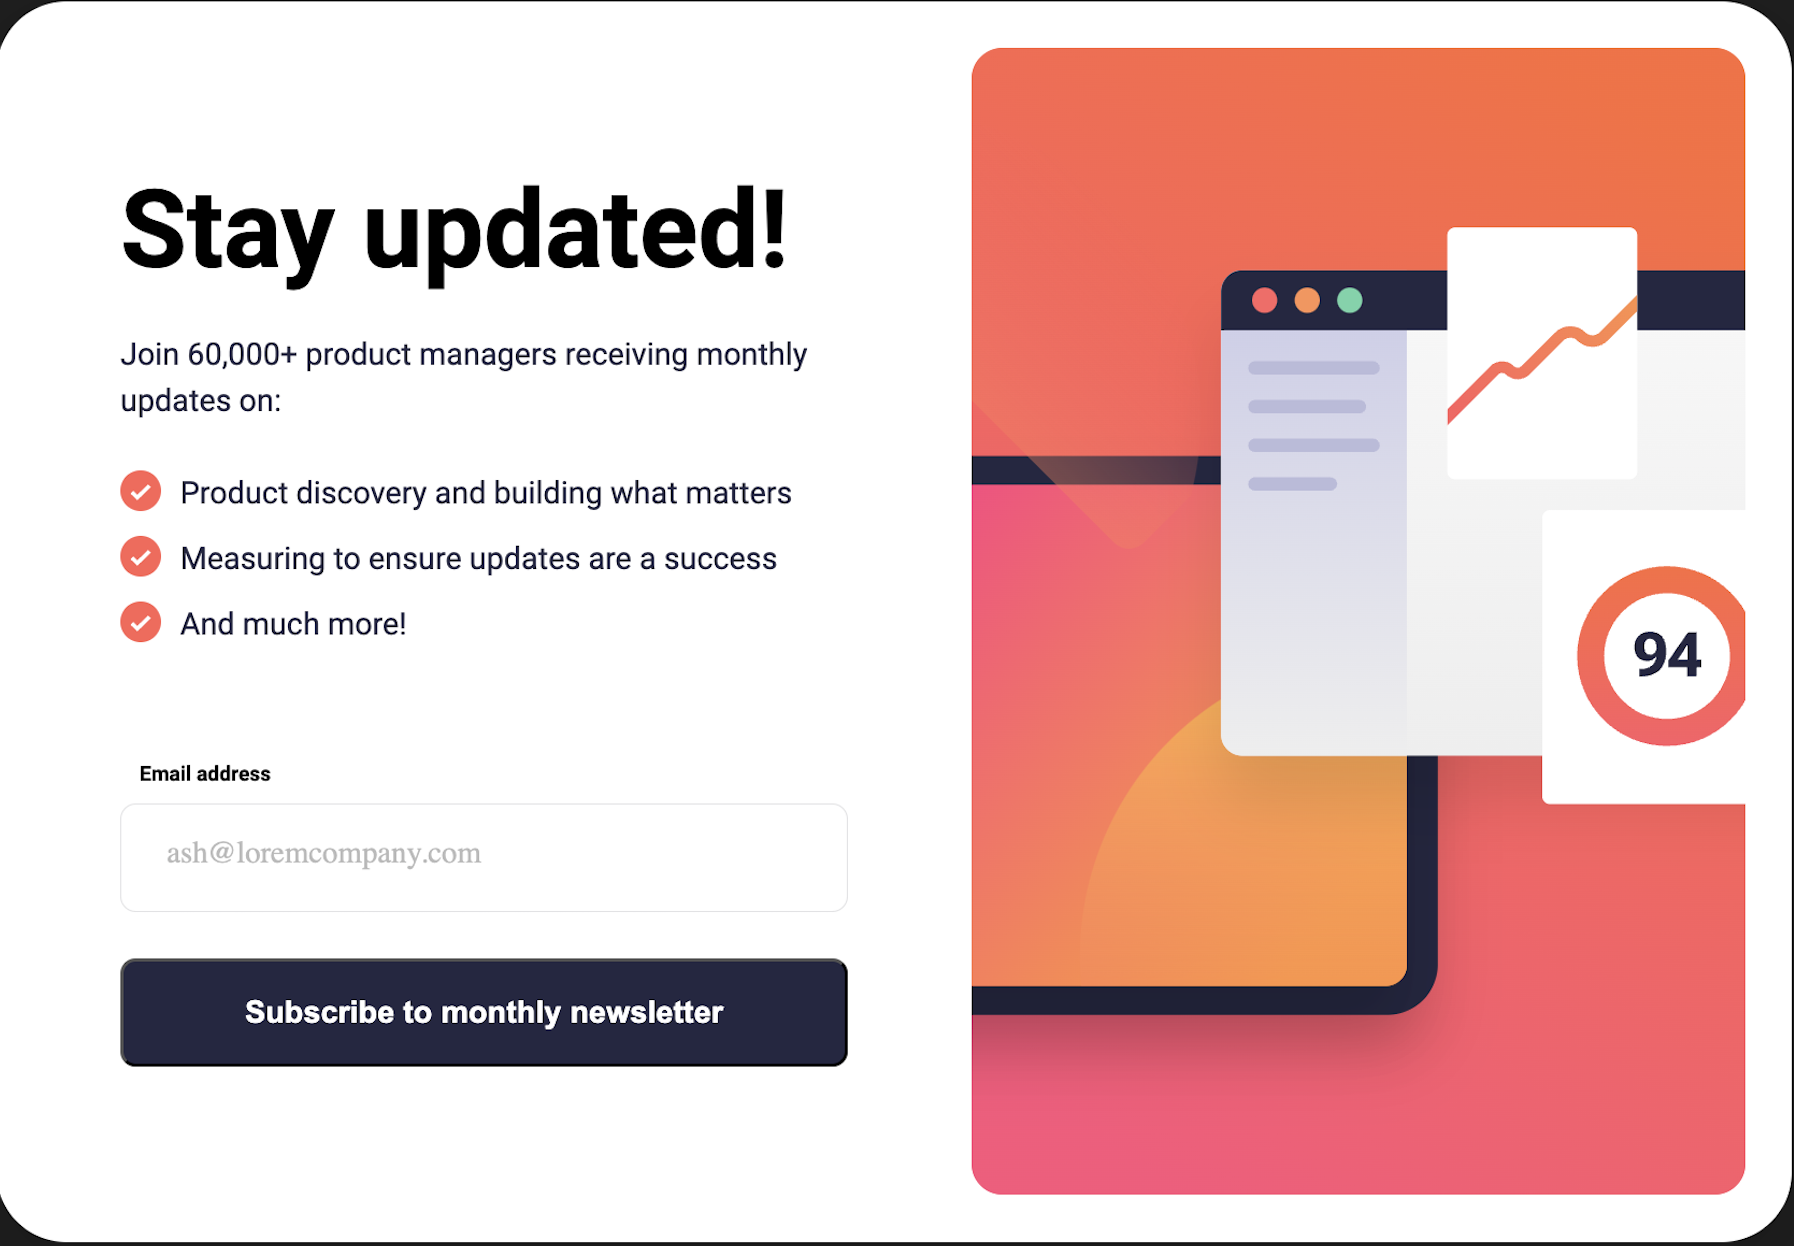 Stay updated!
Join 60,000+ product managers receiving monthly
updates on:
Product discovery and building what matters
Measuring to ensure updates are a success
And much more!
Email address
ash@loremcompany.com
Subscribe to monthly newsletter
94